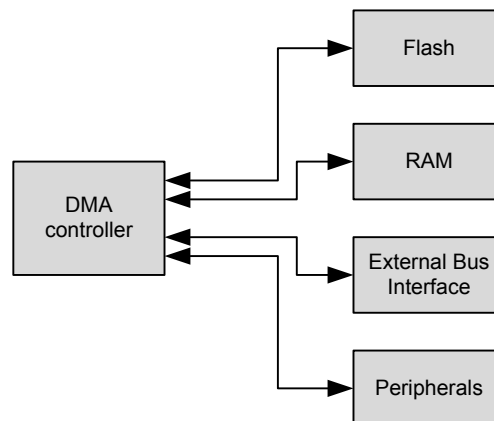 Flash
RAM
DMA
controller
External Bus
Interface
Peripherals